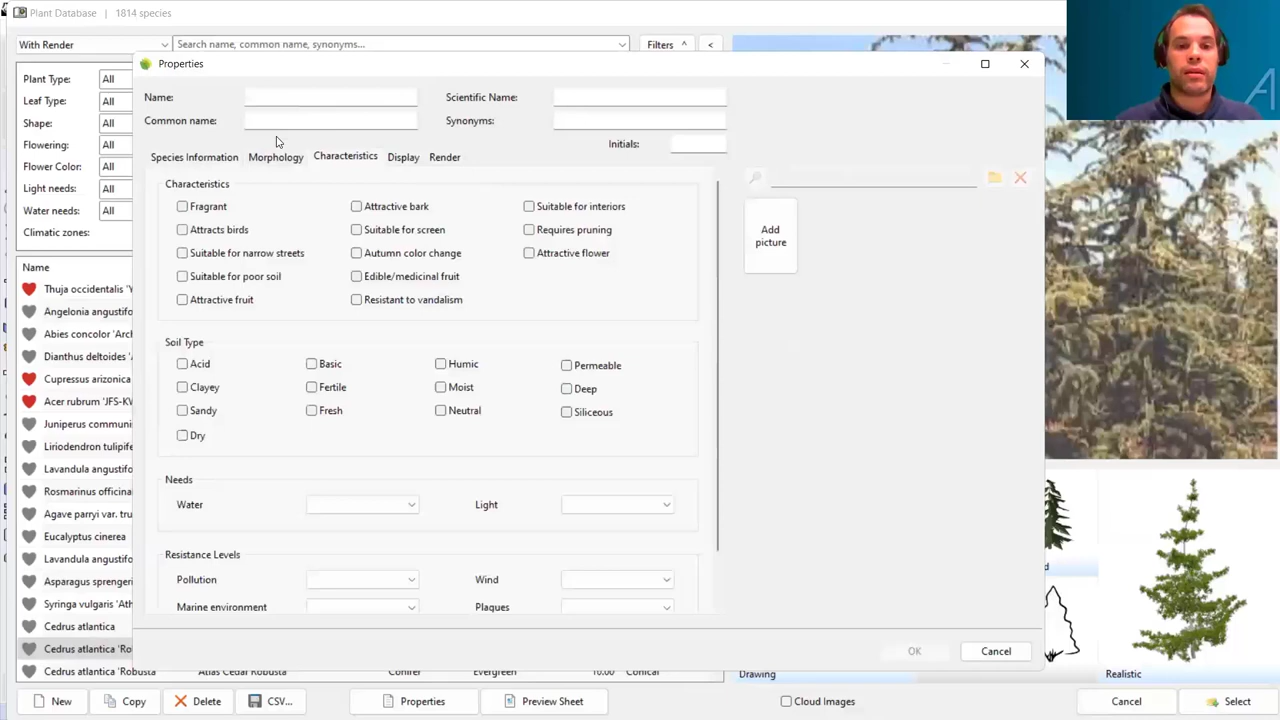 Plant Database | 1814 species
With Render
Search name, common name, synonyms...
Filters ^ <
Plant Type: All
Leaf Type: All
Shape: All
Flowering: All
Flower Color: All
Light needs: All
Water needs: All
Climatic zones:
Name
Thuja occidentalis 'Y
Angelonia angustif
Abies concolor 'Arch
Dianthus deltoides 'A
Cupressus arizonica
Acer rubrum 'JFS-KW
Juniperus communi
Liriodendron tulipife
Lavandula angustifo
Rosmarinus officina
Agave parryi var. tru
Eucalyptus cinerea
Lavandula angustifo
Asparagus sprengeri
Syringa vulgaris 'Ath
Cedrus atlantica
Cedrus atlantica 'Ro
Cedrus atlantica 'Robusta Atlas Cedar Robusta Conifer Evergreen 10.00 Conical
Properties
Name: Scientific Name:
Common name: Synonyms:
Initials:
Species Information Morphology Characteristics Display Render
Characteristics
Fragrant Attractive bark Suitable for interiors
Attracts birds Suitable for screen Requires pruning
Suitable for narrow streets Autumn color change Attractive flower
Suitable for poor soil Edible/medicinal fruit
Attractive fruit Resistant to vandalism
Add
picture
Soil Type
Acid Basic Humic Permeable
Clayey Fertile Moist Deep
Sandy Fresh Neutral Siliceous
Dry
Needs
Water Light
Resistance Levels
Pollution Wind
Marine environment Plaques
OK Cancel
Drawing Realistic
New Copy Delete CSV... Properties Preview Sheet Cloud Images Cancel Select